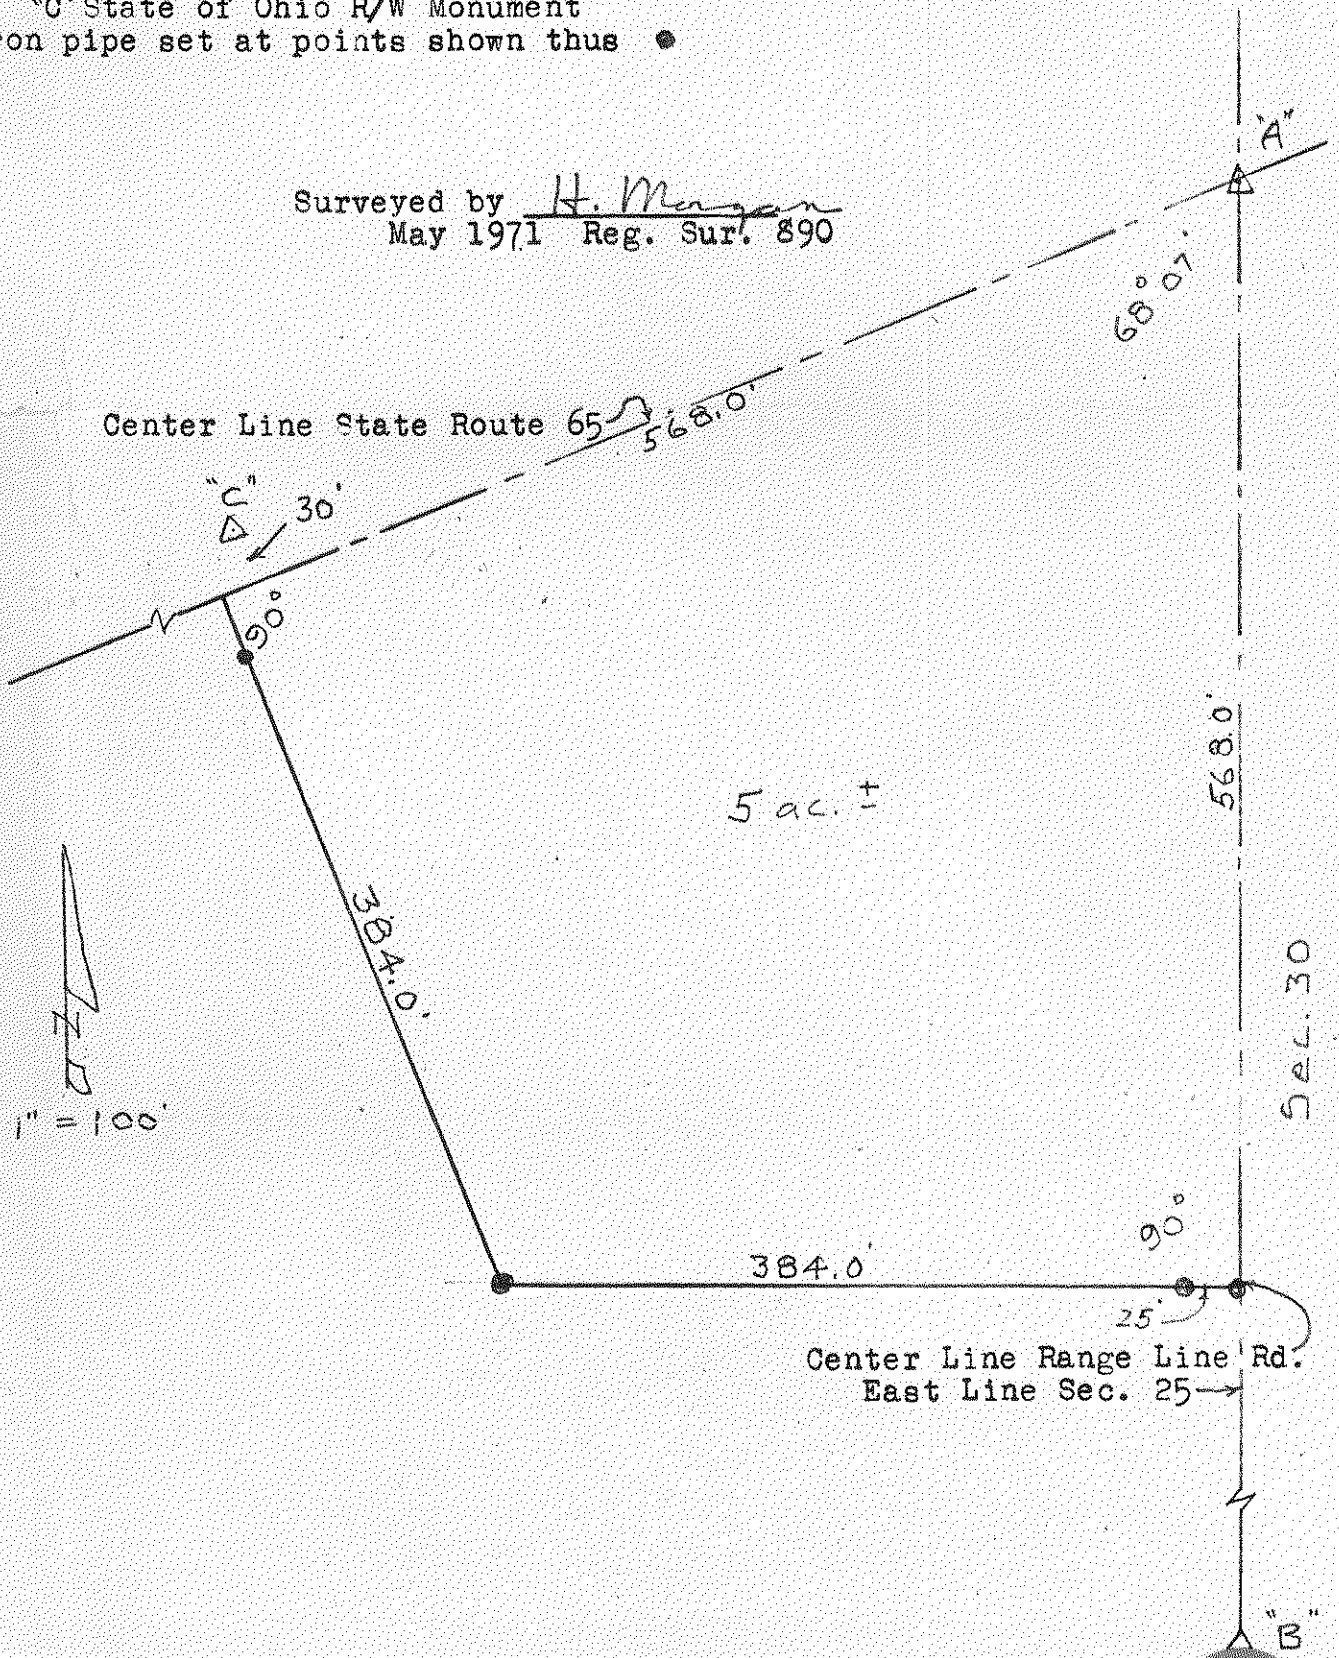 "C" State of Ohio R/W Monument
on pipe set at points shown thus
Surveyed by H. Morgan
May 1971 Reg. Sur. 890
"A"
68° 07'
Center Line State Route 65
568.0'
"C"
30'
90°
568.0'
5 ac. ±
384.0'
N
1" = 100'
Sec. 30
90°
384.0'
25'
Center Line Range Line Rd.
East Line Sec. 25
"B"